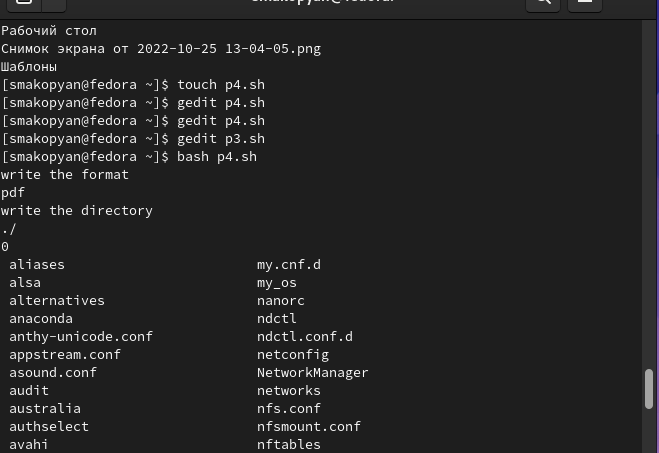 Рабочий стол
Снимок экрана от 2022-10-25 13-04-05.png
Шаблоны
[smakopyan@fedora ~]$ touch p4.sh
[smakopyan@fedora ~]$ gedit p4.sh
[smakopyan@fedora ~]$ gedit p4.sh
[smakopyan@fedora ~]$ gedit p3.sh
[smakopyan@fedora ~]$ bash p4.sh
write the format
pdf
write the directory
./
0
aliases my.cnf.d
alsa my_os
alternatives nanorc
anaconda ndctl
anthy-unicode.conf ndctl.conf.d
appstream.conf netconfig
asound.conf NetworkManager
audit networks
australia nfs.conf
authselect nfsmount.conf
avahi nftables